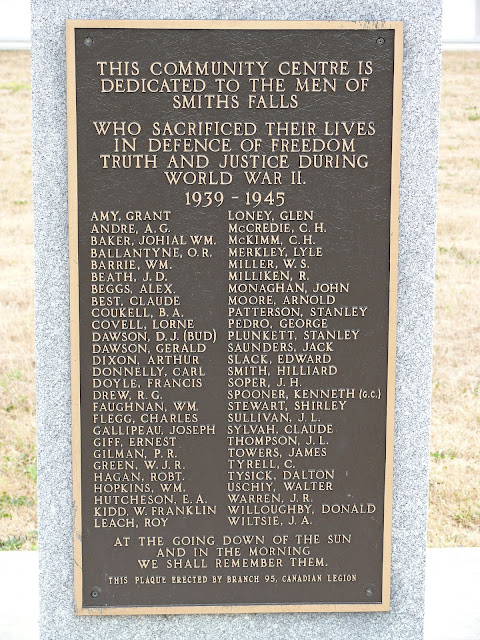 THIS COMMUNITY CENTRE IS
DEDICATED TO THE MEN OF
SMITHS FALLS
WHO SACRIFICED THEIR LIVES
IN DEFENCE OF FREEDOM
TRUTH AND JUSTICE DURING
WORLD WAR II.
1939 - 1945
AMY, GRANT
ANDRE, A.G.
BAKER, JOHIAL WM.
BALLANTYNE, O.R.
BARRIE, WM.
BEATH, J.D.
BEGGS, ALEX.
BEST, CLAUDE
COUKELL, B.A.
COVELL, LORNE
DAWSON, D.J. (BUD)
DAWSON, GERALD
DIXON, ARTHUR
DONNELLY, CARL
DOYLE, FRANCIS
DREW, R.G.
FAUGHNAN, WM.
FLEGG, CHARLES
GALLIPEAU, JOSEPH
GIFF, ERNEST
GILMAN, P.R.
GREEN, W.J.R.
HAGAN, ROBT.
HOPKINS, WM.
HUTCHESON, E.A.
KIDD, W. FRANKLIN
LEACH, ROY
LONEY, GLEN
McCREDIE, C.H.
McKIMM, C.H.
MERKLEY, LYLE
MILLER, W.S.
MILLIKEN, R.
MONAGHAN, JOHN
MOORE, ARNOLD
PATTERSON, STANLEY
PEDRO, GEORGE
PLUNKETT, STANLEY
SAUNDERS, JACK
SLACK, EDWARD
SMITH, HILLIARD
SOPER, J.H.
SPOONER, KENNETH (G.C.)
STEWART, SHIRLEY
SULLIVAN, J.L.
SYLVAH, CLAUDE
THOMPSON, J.L.
TOWERS, JAMES
TYRELL, C.
TYSICK, DALTON
USCHIY, WALTER
WARREN, J.R.
WILLOUGHBY, DONALD
WILTSIE, J.A.
AT THE GOING DOWN OF THE SUN
AND IN THE MORNING
WE SHALL REMEMBER THEM.
THIS PLAQUE ERECTED BY BRANCH 95, CANADIAN LEGION